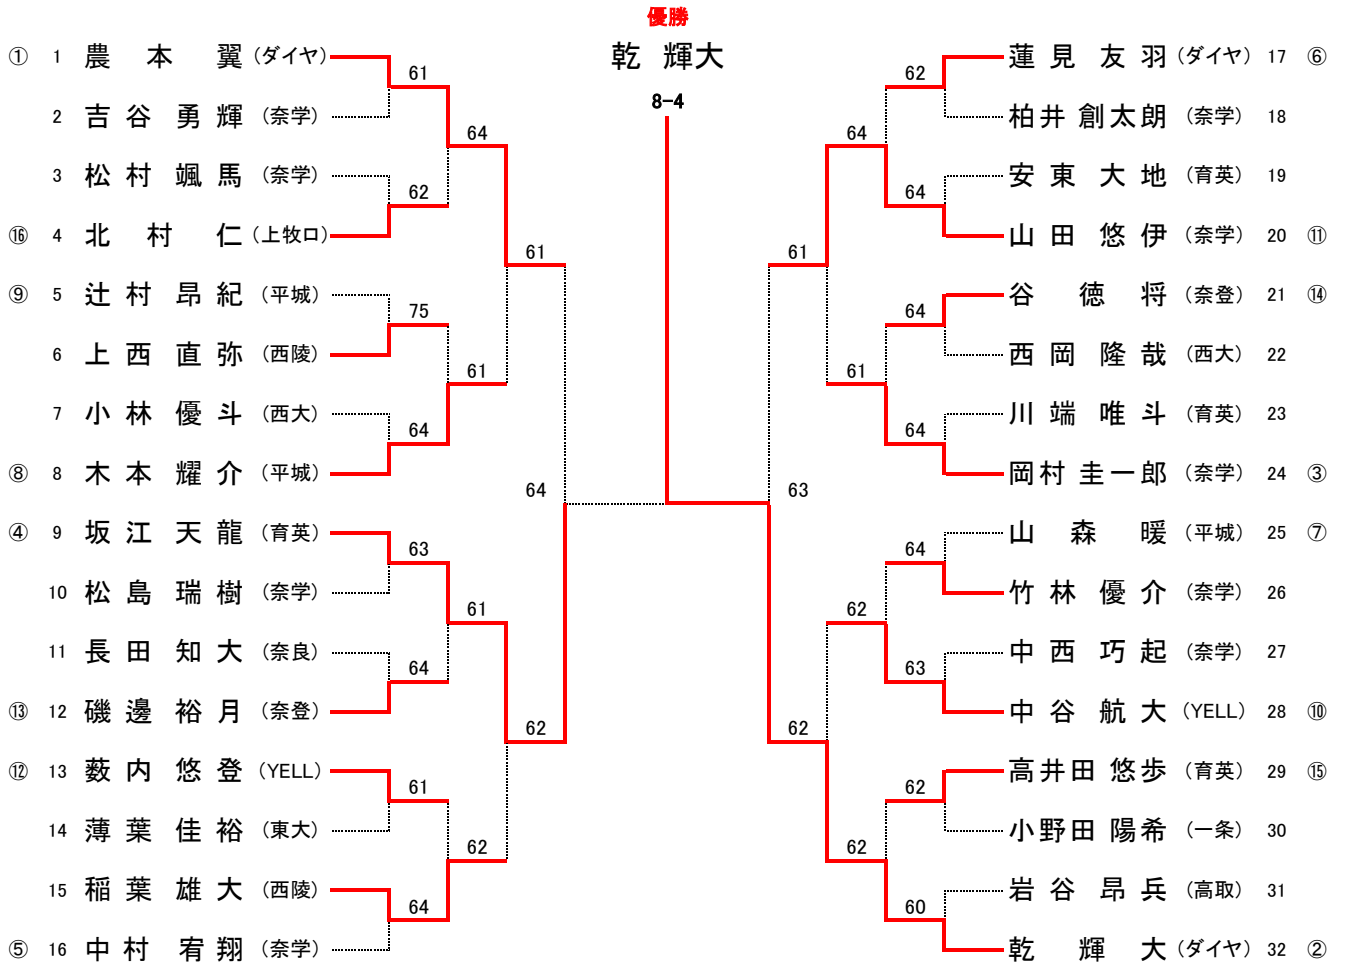 優勝
乾 輝大
8-4
① 1 農本翼 (ダイヤ)
61
2 吉谷勇輝 (奈学)
64
3 松村颯馬 (奈学)
62
⑯ 4 北村仁 (上牧口)
61
⑨ 5 辻村昂紀 (平城)
75
6 上西直弥 (西陵)
61
7 小林優斗 (西大)
64
⑧ 8 木本耀介 (平城)
64
④ 9 坂江天龍 (育英)
63
10 松島瑞樹 (奈学)
61
11 長田知大 (奈良)
64
⑬ 12 磯邊裕月 (奈登)
62
⑫ 13 薮内悠登 (YELL)
61
14 薄葉佳裕 (東大)
62
15 稲葉雄大 (西陵)
64
⑤ 16 中村宥翔 (奈学)
蓮見友羽 (ダイヤ) 17 ⑥
62
柏井創太朗 (奈学) 18
64
安東大地 (育英) 19
64
山田悠伊 (奈学) 20 ⑪
61
谷徳将 (奈登) 21 ⑭
64
西岡隆哉 (西大) 22
61
川端唯斗 (育英) 23
64
岡村圭一郎 (奈学) 24 ③
63
山森暖 (平城) 25 ⑦
64
竹林優介 (奈学) 26
62
中西巧起 (奈学) 27
63
中谷航大 (YELL) 28 ⑩
62
高井田悠歩 (育英) 29 ⑮
62
小野田陽希 (一条) 30
62
岩谷昂兵 (高取) 31
60
乾輝大 (ダイヤ) 32 ②